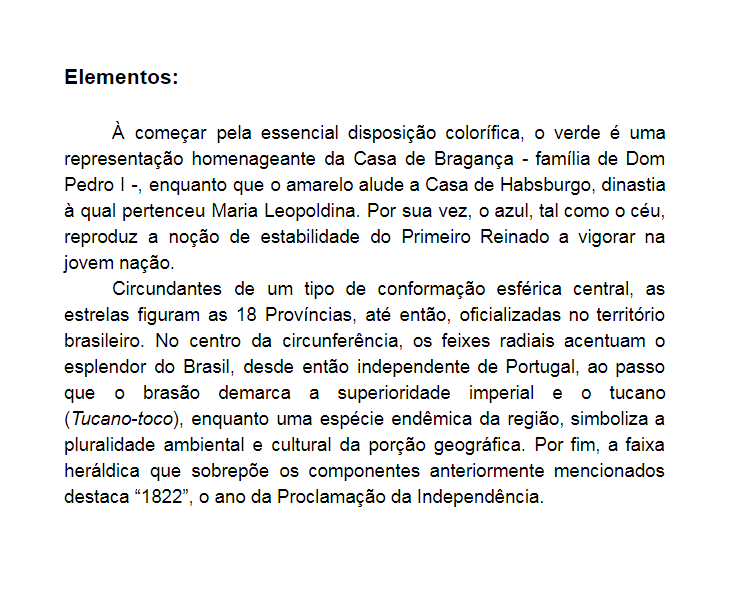 Elementos:
À começar pela essencial disposição colorífica, o verde é uma
representação homenageante da Casa de Bragança - família de Dom
Pedro I -, enquanto que o amarelo alude a Casa de Habsburgo, dinastia
à qual pertenceu Maria Leopoldina. Por sua vez, o azul, tal como o céu,
reproduz a noção de estabilidade do Primeiro Reinado a vigorar na
jovem nação.
Circundantes de um tipo de conformação esférica central, as
estrelas figuram as 18 Províncias, até então, oficializadas no território
brasileiro. No centro da circunferência, os feixes radiais acentuam o
esplendor do Brasil, desde então independente de Portugal, ao passo
que o brasão demarca a superioridade imperial e o tucano
(Tucano-toco), enquanto uma espécie endêmica da região, simboliza a
pluralidade ambiental e cultural da porção geográfica. Por fim, a faixa
heráldica que sobrepõe os componentes anteriormente mencionados
destaca “1822”, o ano da Proclamação da Independência.